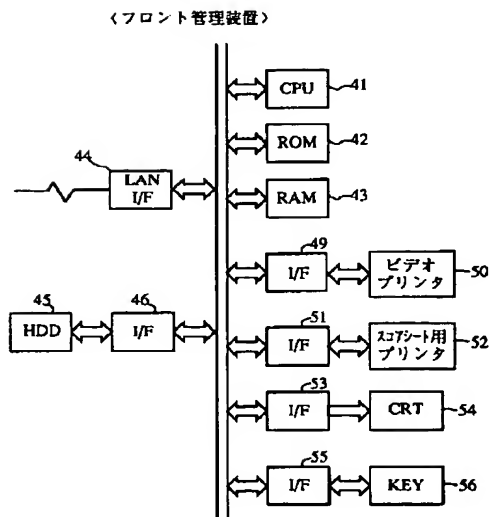 〈フロント管理装置〉
CPU
41
ROM
42
44
LAN
I/F
RAM
43
49
I/F
ビデオ
プリンタ
50
45
HDD
46
I/F
51
I/F
スコアシート用
プリンタ
52
53
I/F
CRT
54
55
I/F
KEY
56